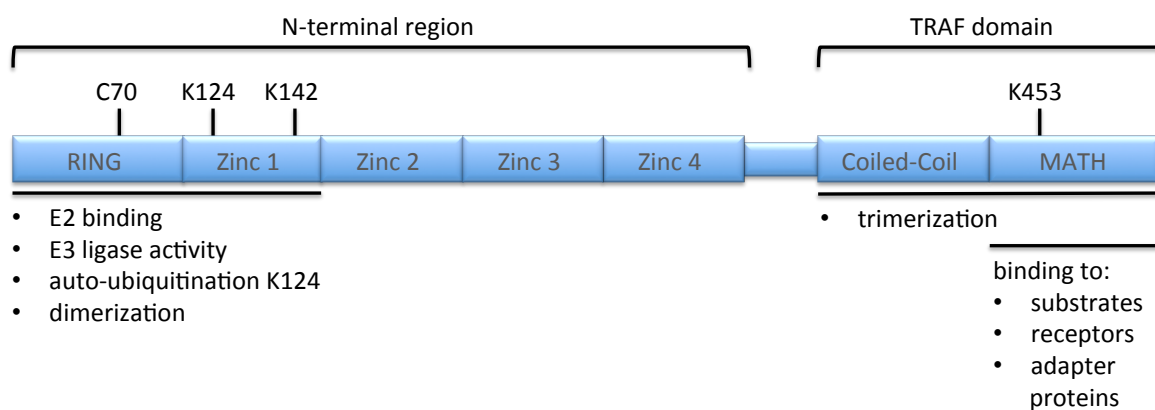 N-terminal region
TRAF domain
C70 K124 K142 K453
RING Zinc 1 Zinc 2 Zinc 3 Zinc 4 Coiled-Coil MATH
• E2 binding
• E3 ligase activity
• auto-ubiquitination K124
• dimerization
• trimerization
binding to:
• substrates
• receptors
• adapter
proteins